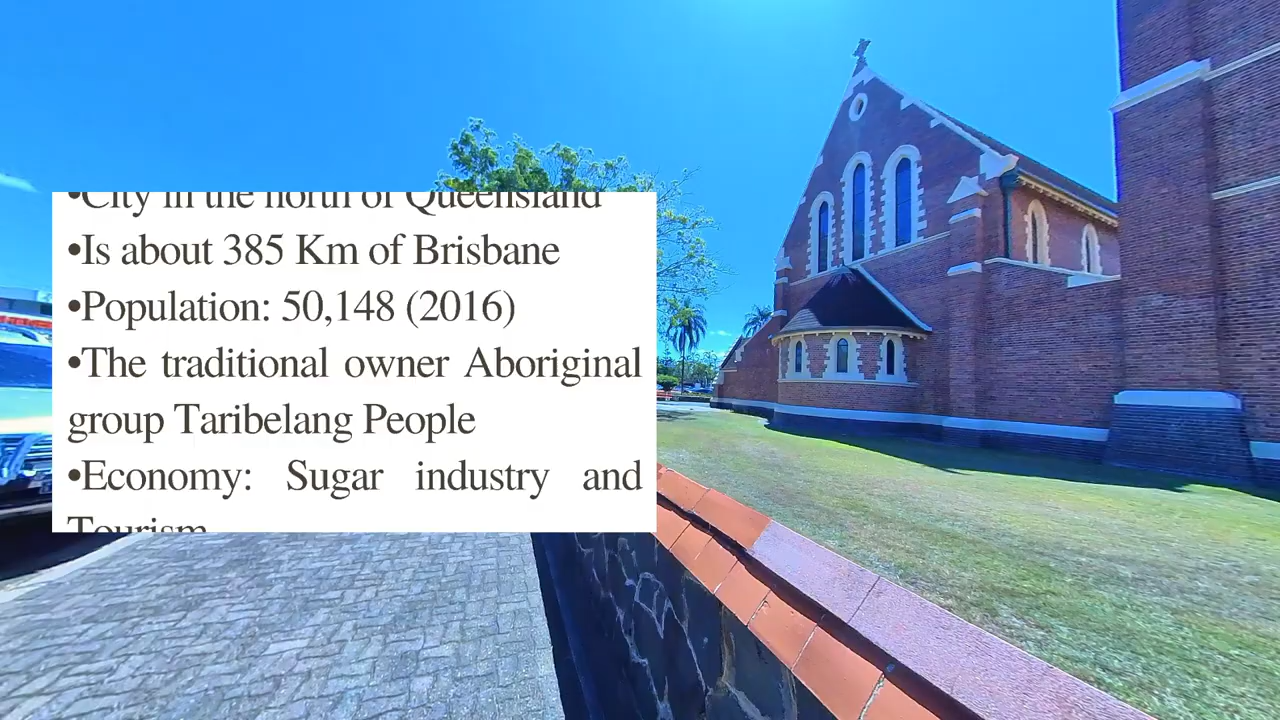 •City in the north of Queensland
•Is about 385 Km of Brisbane
•Population: 50,148 (2016)
•The traditional owner Aboriginal
group Taribelang People
•Economy: Sugar industry and
Tourism